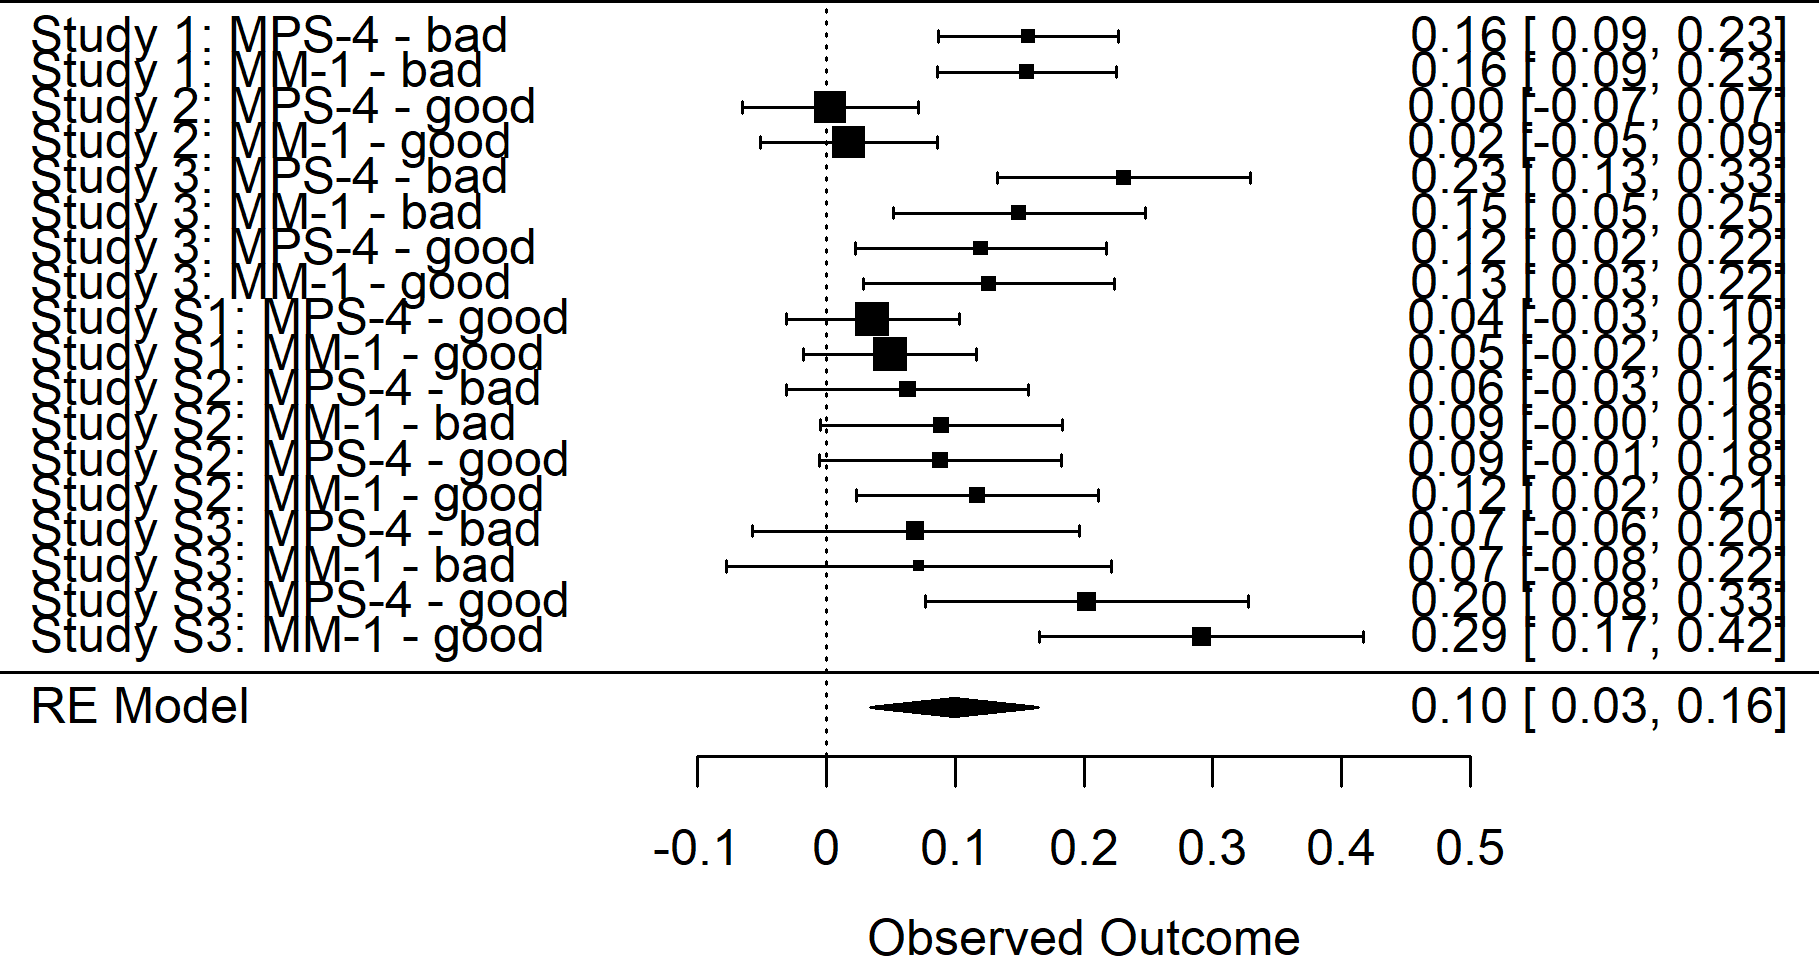 Study 1: MPS-4 - bad 0.16 [ 0.09, 0.23]
Study 1: MM-1 - bad 0.16 [ 0.09, 0.23]
Study 2: MPS-4 - good 0.00 [-0.07, 0.07]
Study 2: MM-1 - good 0.02 [-0.05, 0.09]
Study 3: MPS-4 - bad 0.23 [ 0.13, 0.33]
Study 3: MM-1 - bad 0.15 [ 0.05, 0.25]
Study 3: MPS-4 - good 0.12 [ 0.02, 0.22]
Study 3: MM-1 - good 0.13 [ 0.03, 0.22]
Study S1: MPS-4 - good 0.04 [-0.03, 0.10]
Study S1: MM-1 - good 0.05 [-0.02, 0.12]
Study S2: MPS-4 - bad 0.06 [-0.03, 0.16]
Study S2: MM-1 - bad 0.09 [-0.00, 0.18]
Study S2: MPS-4 - good 0.09 [-0.01, 0.18]
Study S2: MM-1 - good 0.12 [ 0.02, 0.21]
Study S3: MPS-4 - bad 0.07 [-0.06, 0.20]
Study S3: MM-1 - bad 0.07 [-0.08, 0.22]
Study S3: MPS-4 - good 0.20 [ 0.08, 0.33]
Study S3: MM-1 - good 0.29 [ 0.17, 0.42]
RE Model 0.10 [ 0.03, 0.16]
-0.1 0 0.1 0.2 0.3 0.4 0.5
Observed Outcome